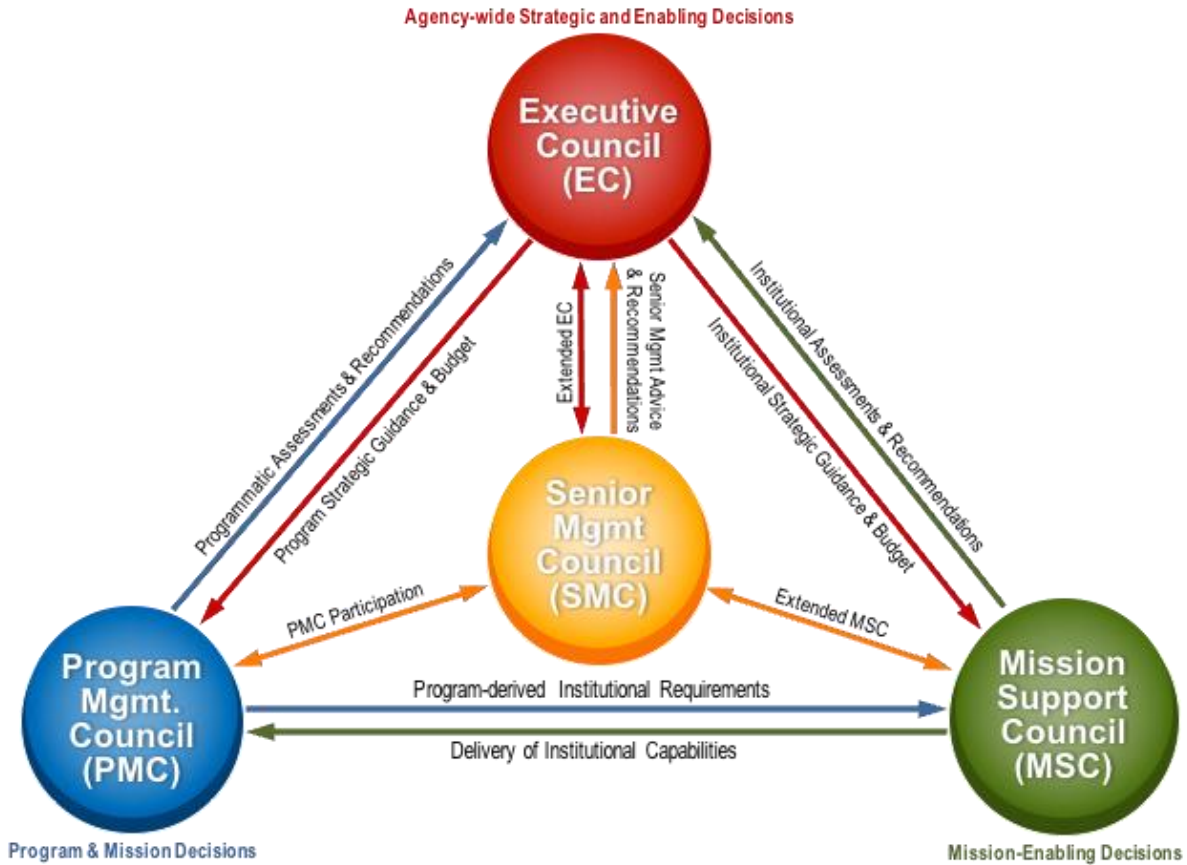 Agency-wide Strategic and Enabling Decisions
Executive
Council
(EC)
Programmatic Assessments & Recommendations
Program Strategic Guidance & Budget
Extended EC
Senior Mgmt Advice
& Recommendations
Institutional Strategic Guidance & Budget
Institutional Assessments & Recommendations
Senior
Mgmt
Council
(SMC)
PMC Participation
Extended MSC
Program
Mgmt.
Council
(PMC)
Program-derived Institutional Requirements
Delivery of Institutional Capabilities
Mission
Support
Council
(MSC)
Program & Mission Decisions
Mission-Enabling Decisions